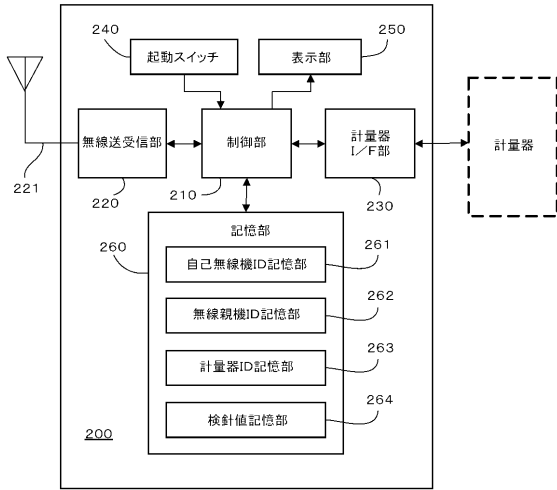 240
起動スイッチ
表示部
250
無線送受信部
制御部
計量器
I/F部
計量器
221
220
210
230
記憶部
260
自己無線機ID記憶部
261
無線親機ID記憶部
262
計量器ID記憶部
263
検針値記憶部
264
200